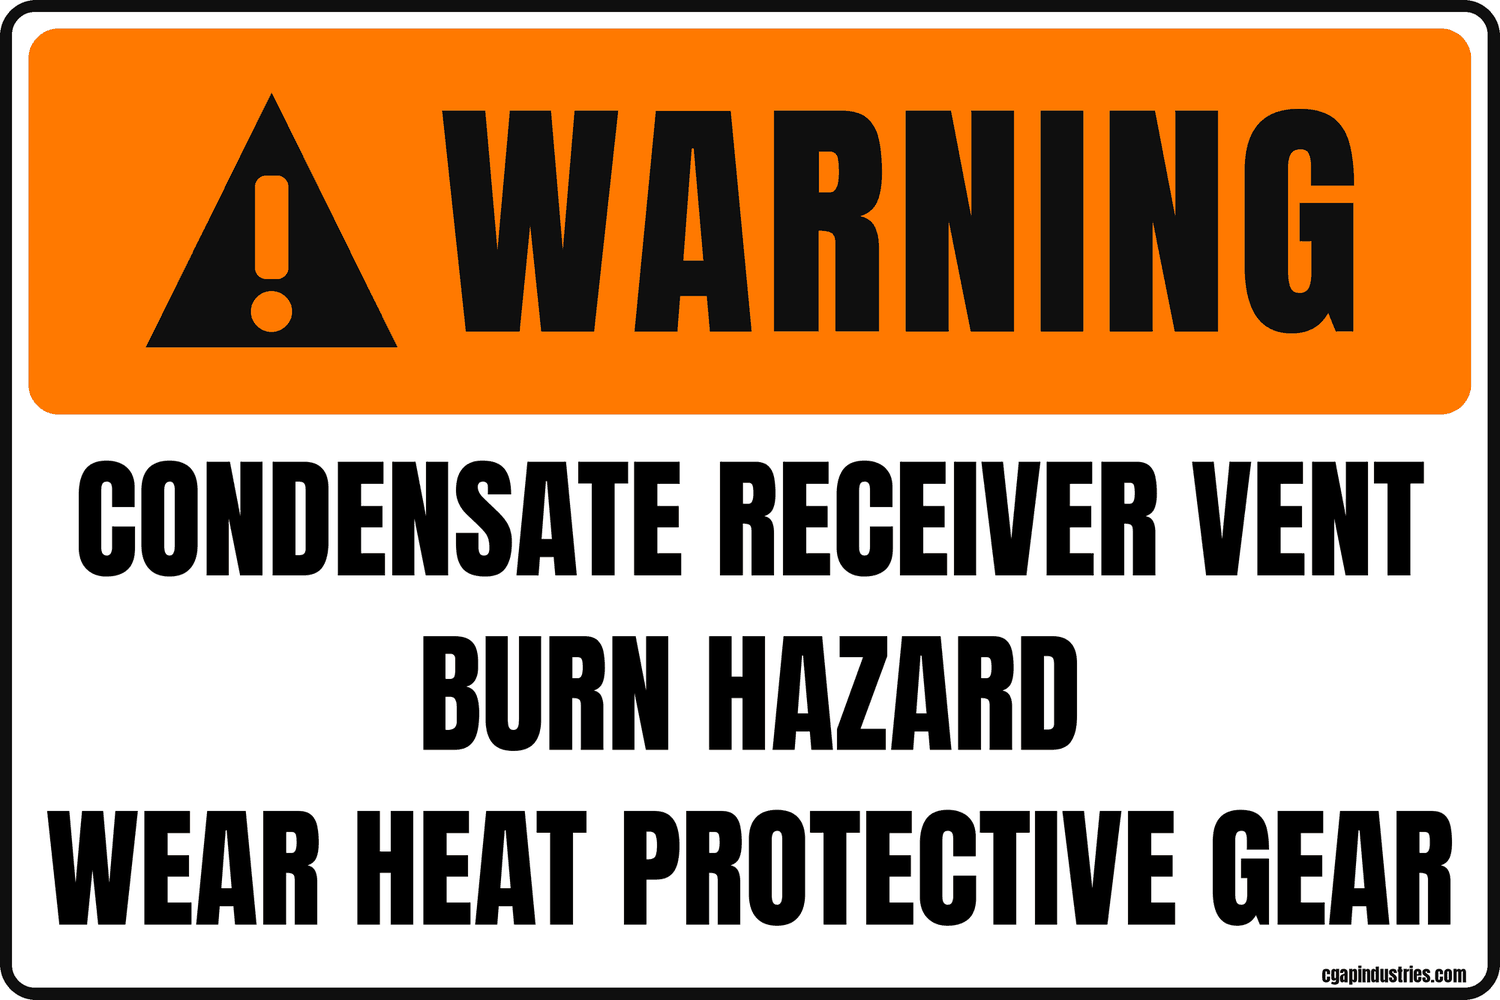 WARNING
CONDENSATE RECEIVER VENT
BURN HAZARD
WEAR HEAT PROTECTIVE GEAR
cgapindustries.com